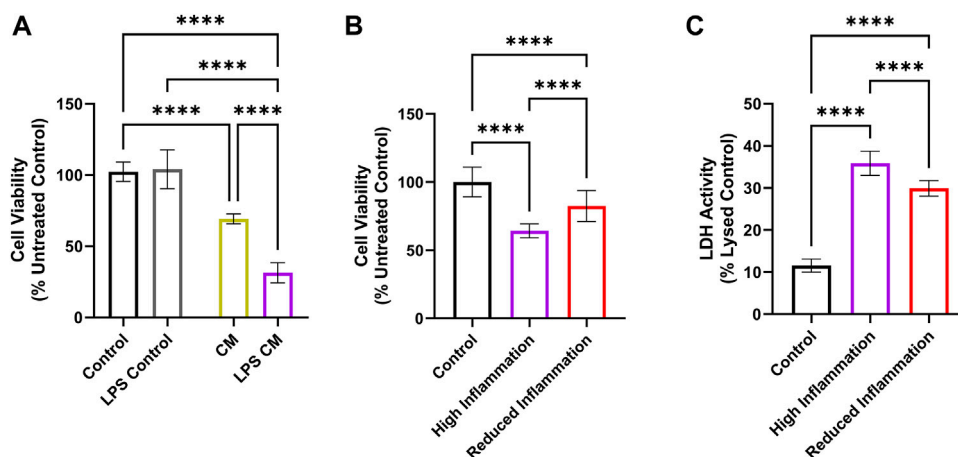 A
****
****
****
****
Cell Viability
(% Untreated Control)
150
100
50
0
Control
LPS Control
CM
LPS CM
B
****
****
****
Cell Viability
(% Untreated Control)
150
100
50
0
Control
High Inflammation
Reduced Inflammation
C
****
****
****
LDH Activity
(% Lysed Control)
50
40
30
20
10
0
Control
High Inflammation
Reduced Inflammation